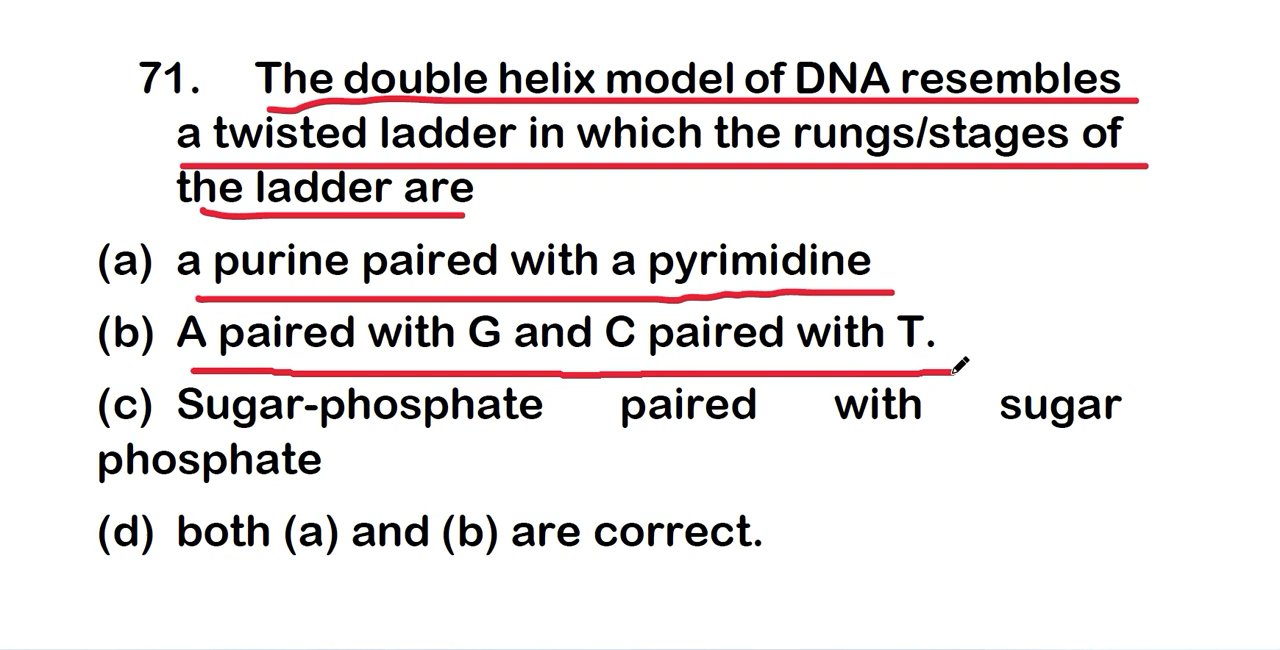 71. The double helix model of DNA resembles
a twisted ladder in which the rungs/stages of
the ladder are
(a) a purine paired with a pyrimidine
(b) A paired with G and C paired with T.
(c) Sugar-phosphate paired with sugar
phosphate
(d) both (a) and (b) are correct.